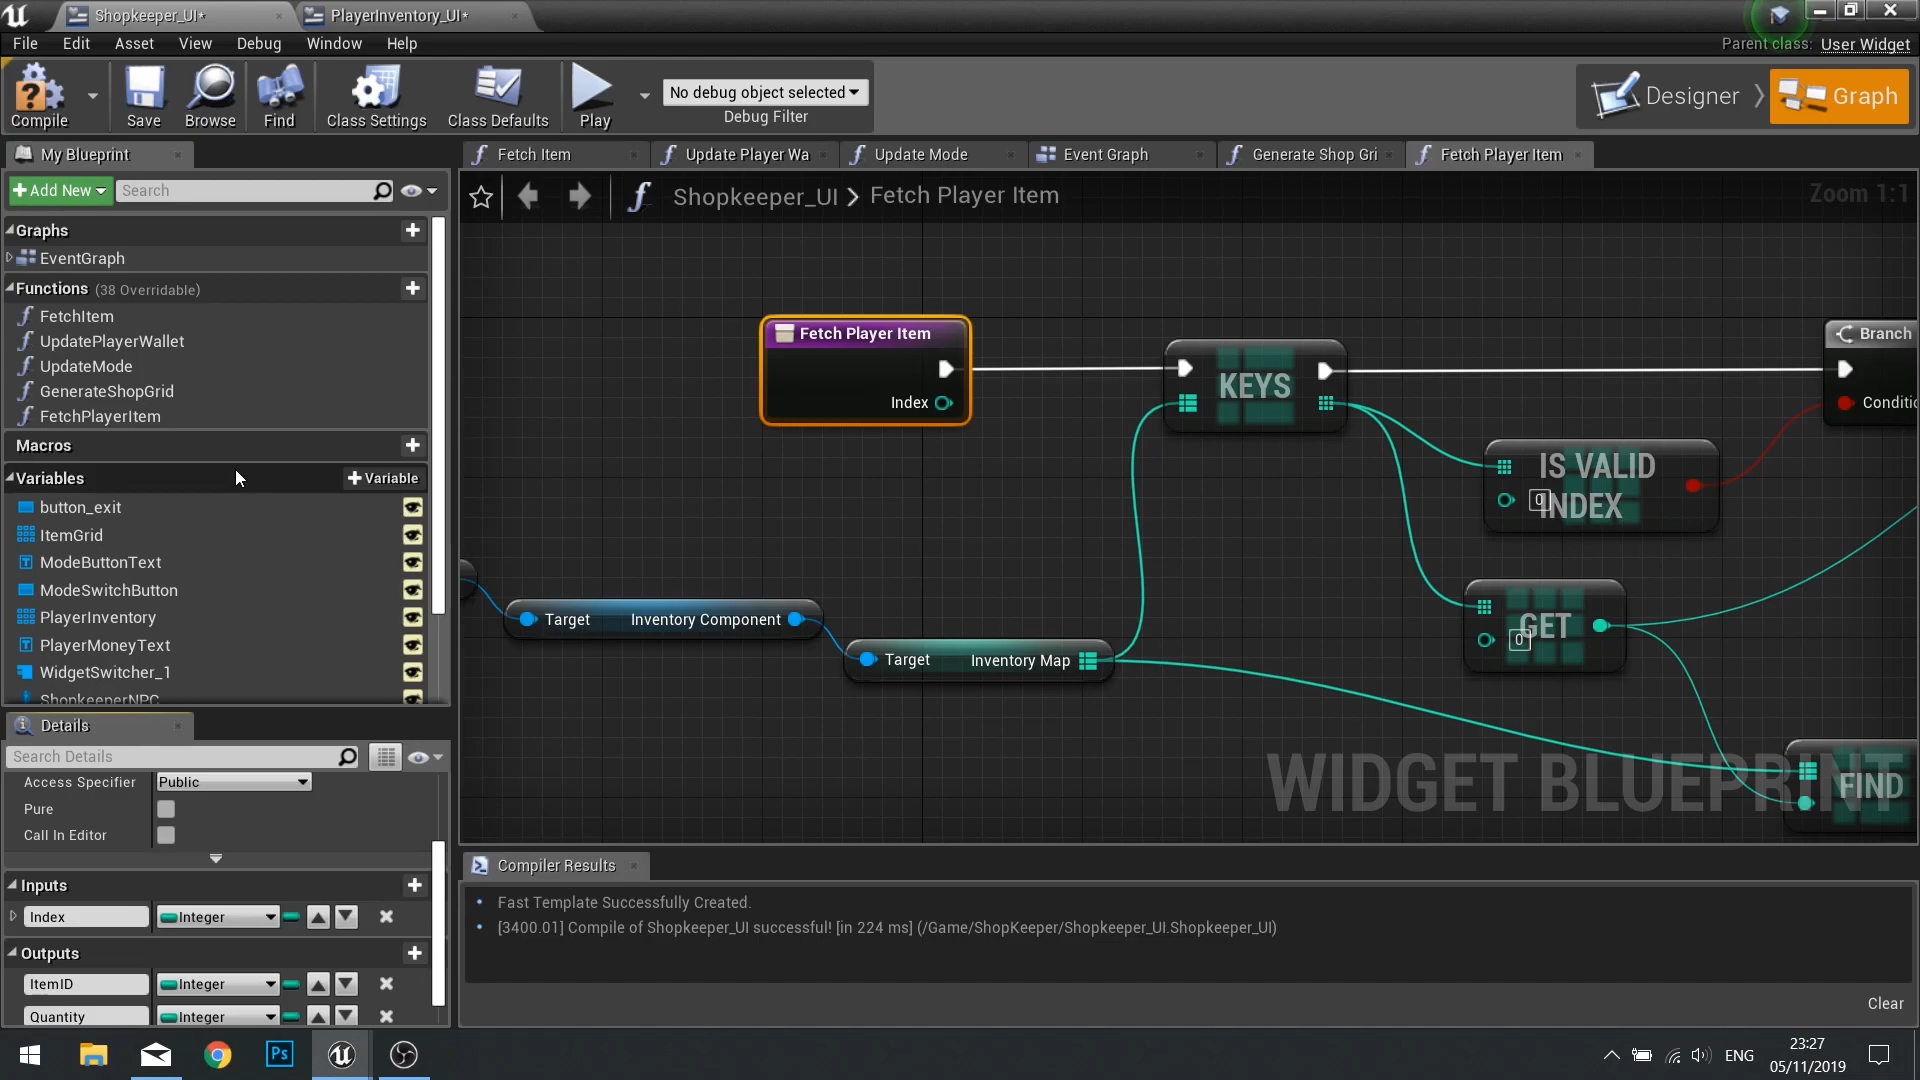 Shopkeeper_UI*
PlayerInventory_UI*
File Edit Asset View Debug Window Help
Parent class: User Widget
Compile
Save
Browse
Find
Class Settings
Class Defaults
Play
No debug object selected
Debug Filter
Designer
Graph
My Blueprint
Fetch Item
Update Player Wa
Update Mode
Event Graph
Generate Shop Gri
Fetch Player Item
Add New
Search
Shopkeeper_UI > Fetch Player Item
Zoom 1:1
Graphs
EventGraph
Functions (38 Overridable)
FetchItem
UpdatePlayerWallet
UpdateMode
GenerateShopGrid
FetchPlayerItem
Macros
Variables
Variable
button_exit
ItemGrid
ModeButtonText
ModeSwitchButton
PlayerInventory
PlayerMoneyText
WidgetSwitcher_1
ShopkeeperNPC
Fetch Player Item
Index
KEYS
Branch
Conditio
IS VALID
0 INDEX
Target Inventory Component
Target Inventory Map
GET
0
FIND
WIDGET BLUEPRINT
Details
Search Details
Access Specifier Public
Pure
Call In Editor
Inputs
Index Integer
Outputs
ItemID Integer
Quantity Integer
Compiler Results
• Fast Template Successfully Created.
• [3400.01] Compile of Shopkeeper_UI successful! [in 224 ms] (/Game/ShopKeeper/Shopkeeper_UI.Shopkeeper_UI)
Clear
Ps
ENG
23:27
05/11/2019